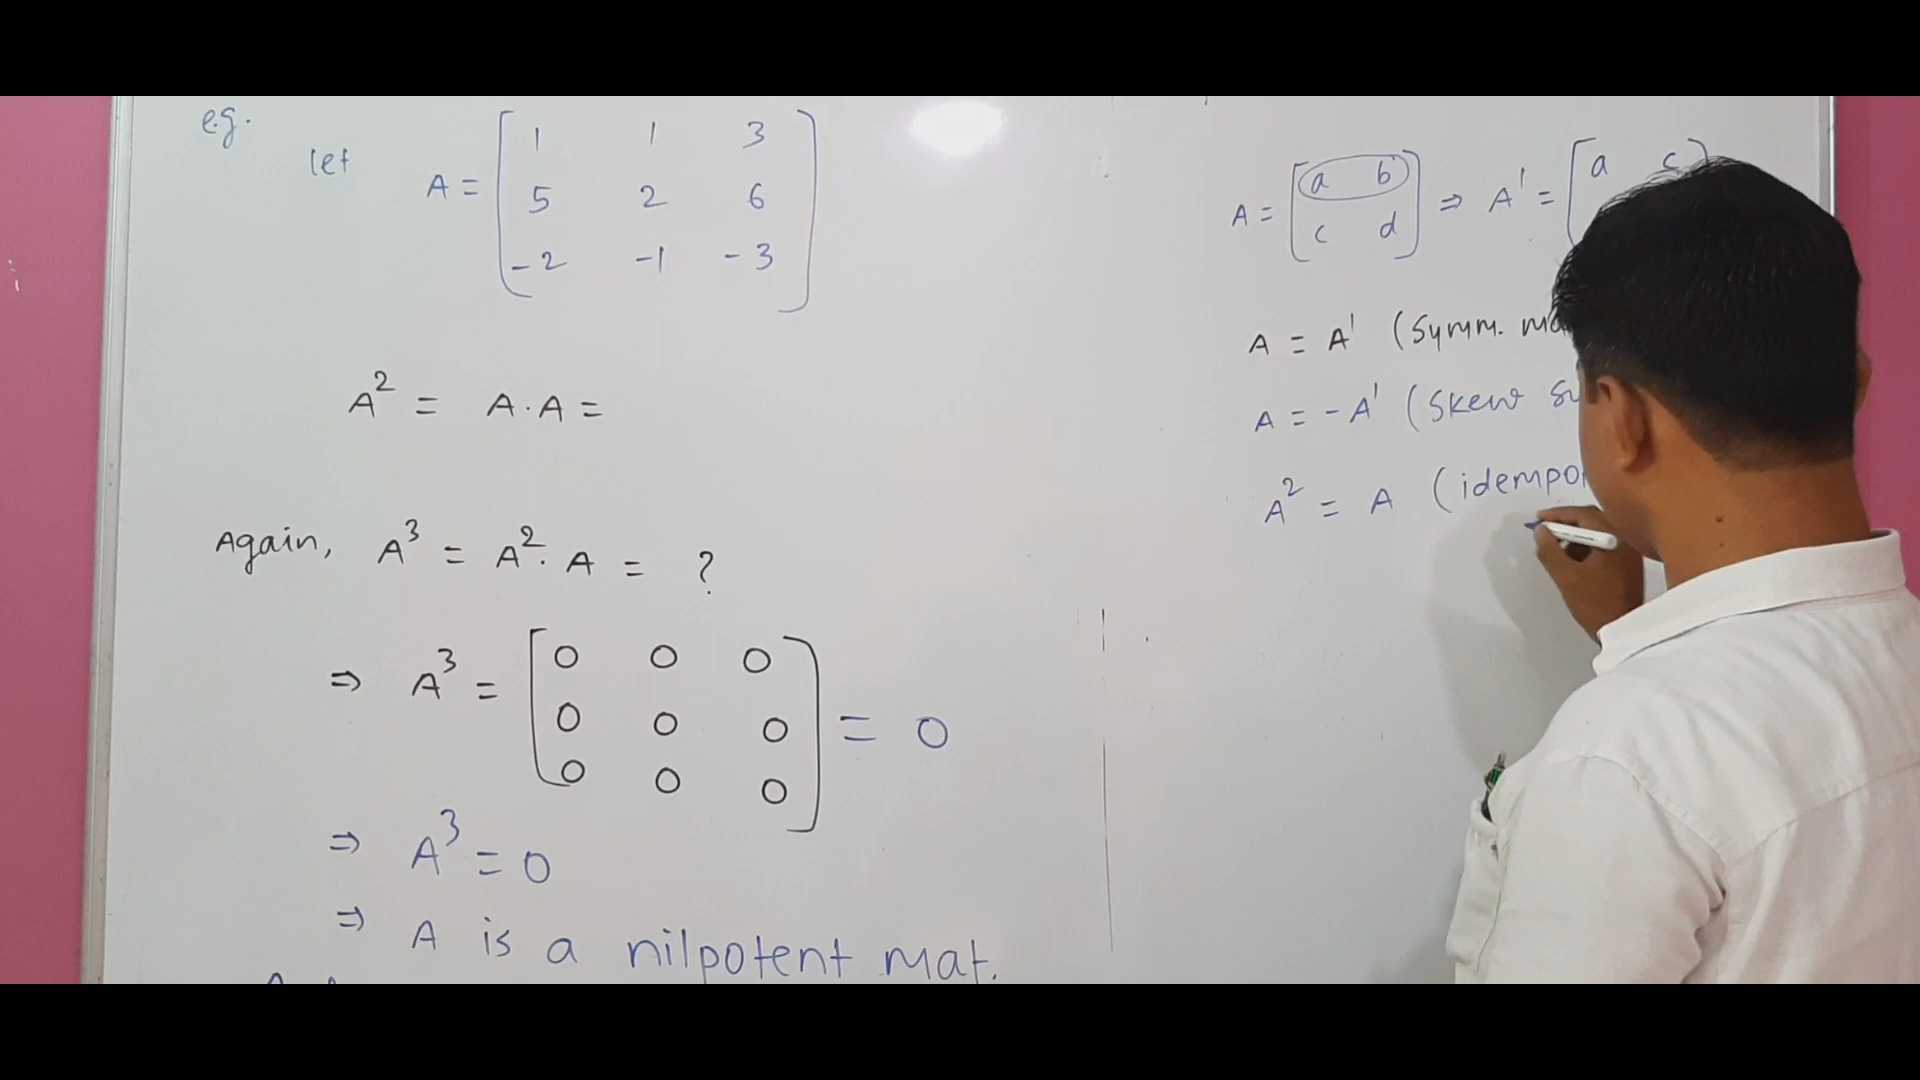 e.g.
let
A = [ 1 1 3
5 2 6
-2 -1 -3 ]
A² = A·A =
Again, A³ = A²·A = ?
⇒ A³ = [ 0 0 0
0 0 0
0 0 0 ] = 0
⇒ A³ = 0
⇒ A is a nilpotent mat.
A = [ a b
c d ] ⇒ A' = [ a c
A = A' (Symm.
A = -A' (Skew
A² = A